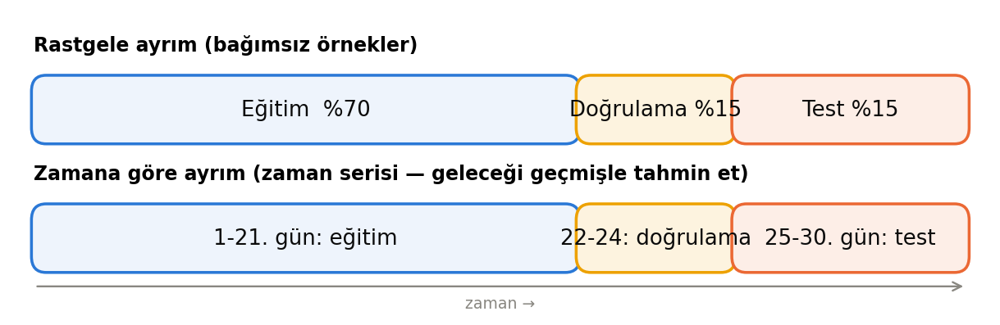 Rastgele ayrım (bağımsız örnekler)
Eğitim  %70
Doğrulama %15
Test %15
Zamana göre ayrım (zaman serisi — geleceği geçmişle tahmin et)
1-21. gün: eğitim
22-24: doğrulama
25-30. gün: test
zaman →